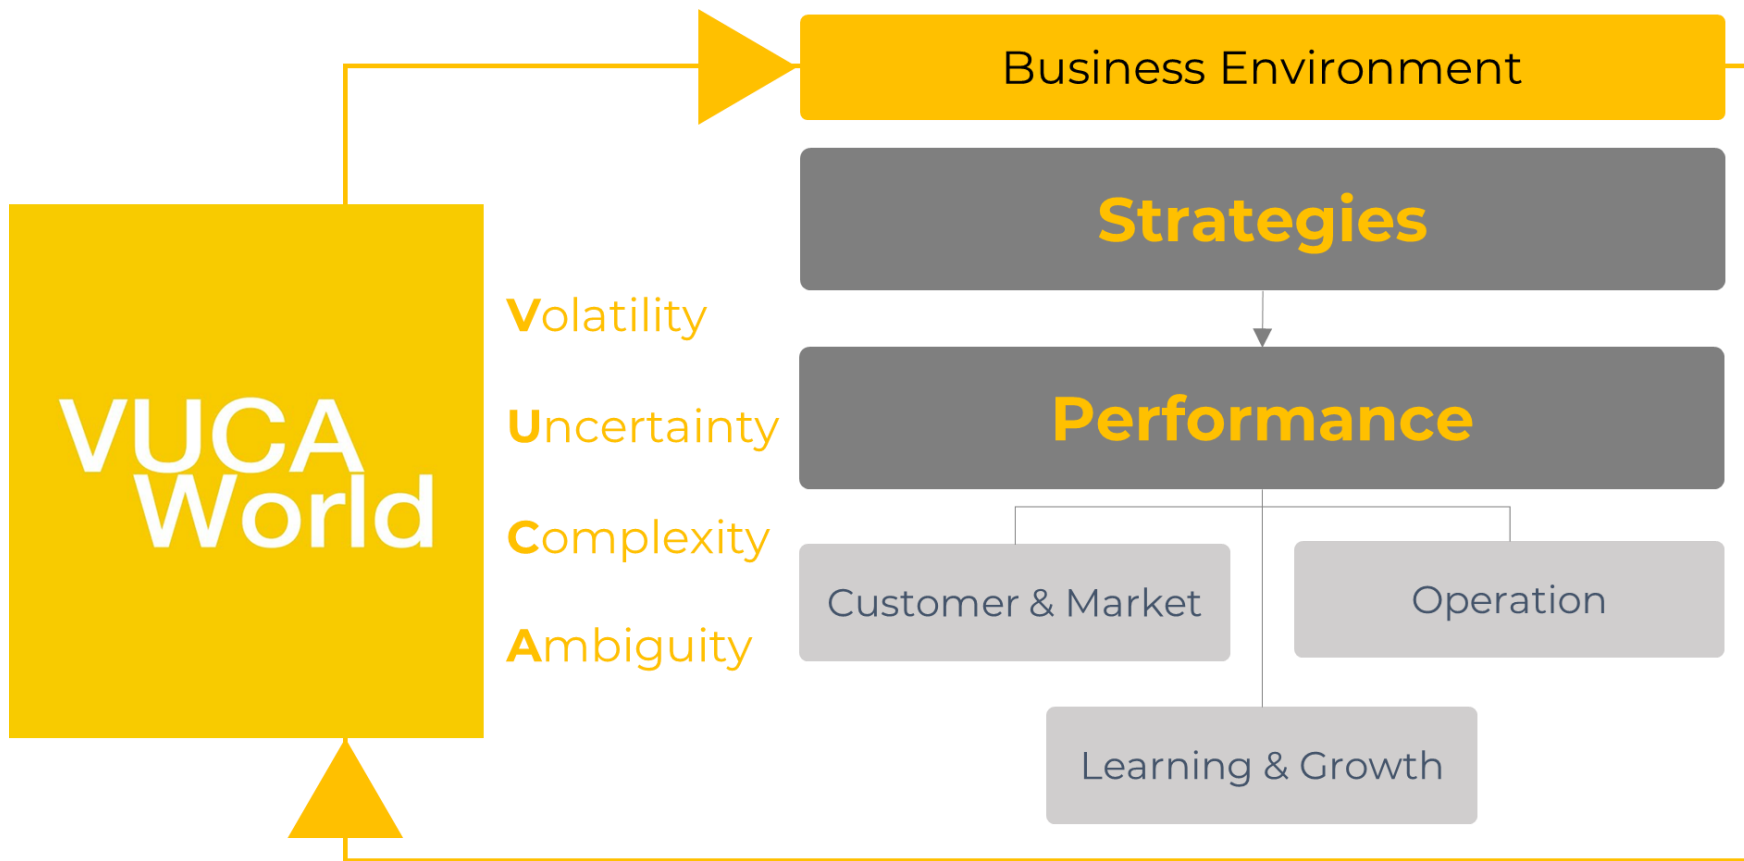 Business Environment
Strategies
Performance
Customer & Market
Operation
Learning & Growth
VUCA
World
Volatility
Uncertainty
Complexity
Ambiguity